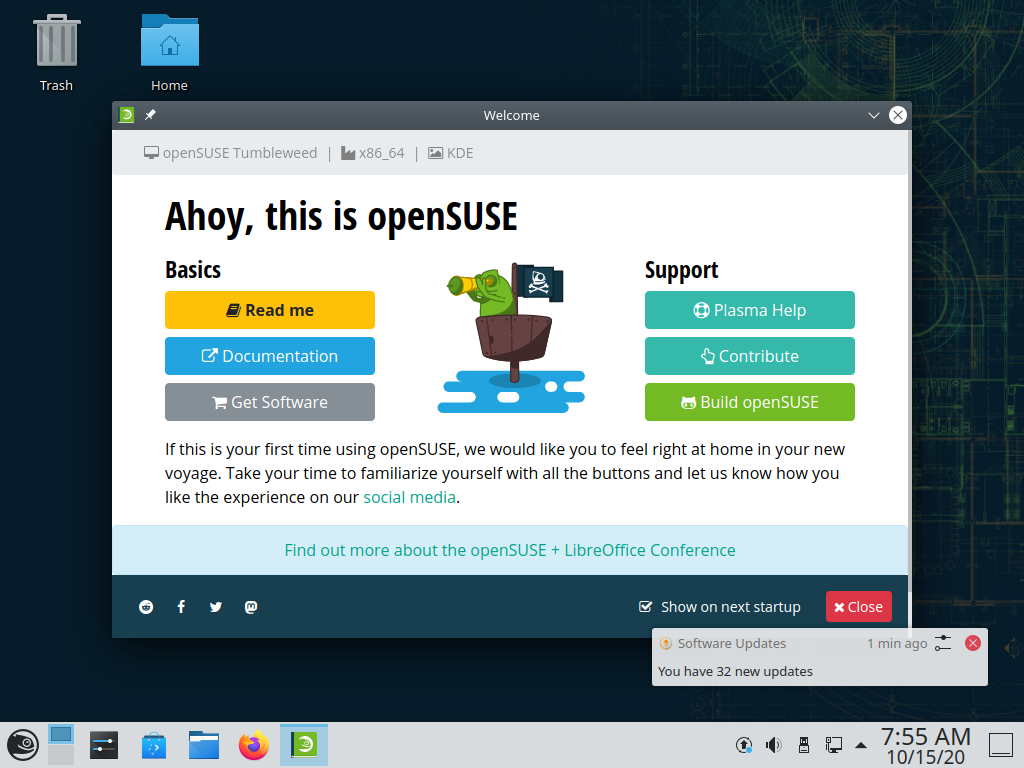 Trash
Home
Welcome
openSUSE Tumbleweed | x86_64 | KDE
Ahoy, this is openSUSE
Basics
Read me
Documentation
Get Software
Support
Plasma Help
Contribute
Build openSUSE
If this is your first time using openSUSE, we would like you to feel right at home in your new
voyage. Take your time to familiarize yourself with all the buttons and let us know how you
like the experience on our social media.
Find out more about the openSUSE + LibreOffice Conference
Show on next startup
Close
Software Updates
1 min ago
You have 32 new updates
7:55 AM
10/15/20